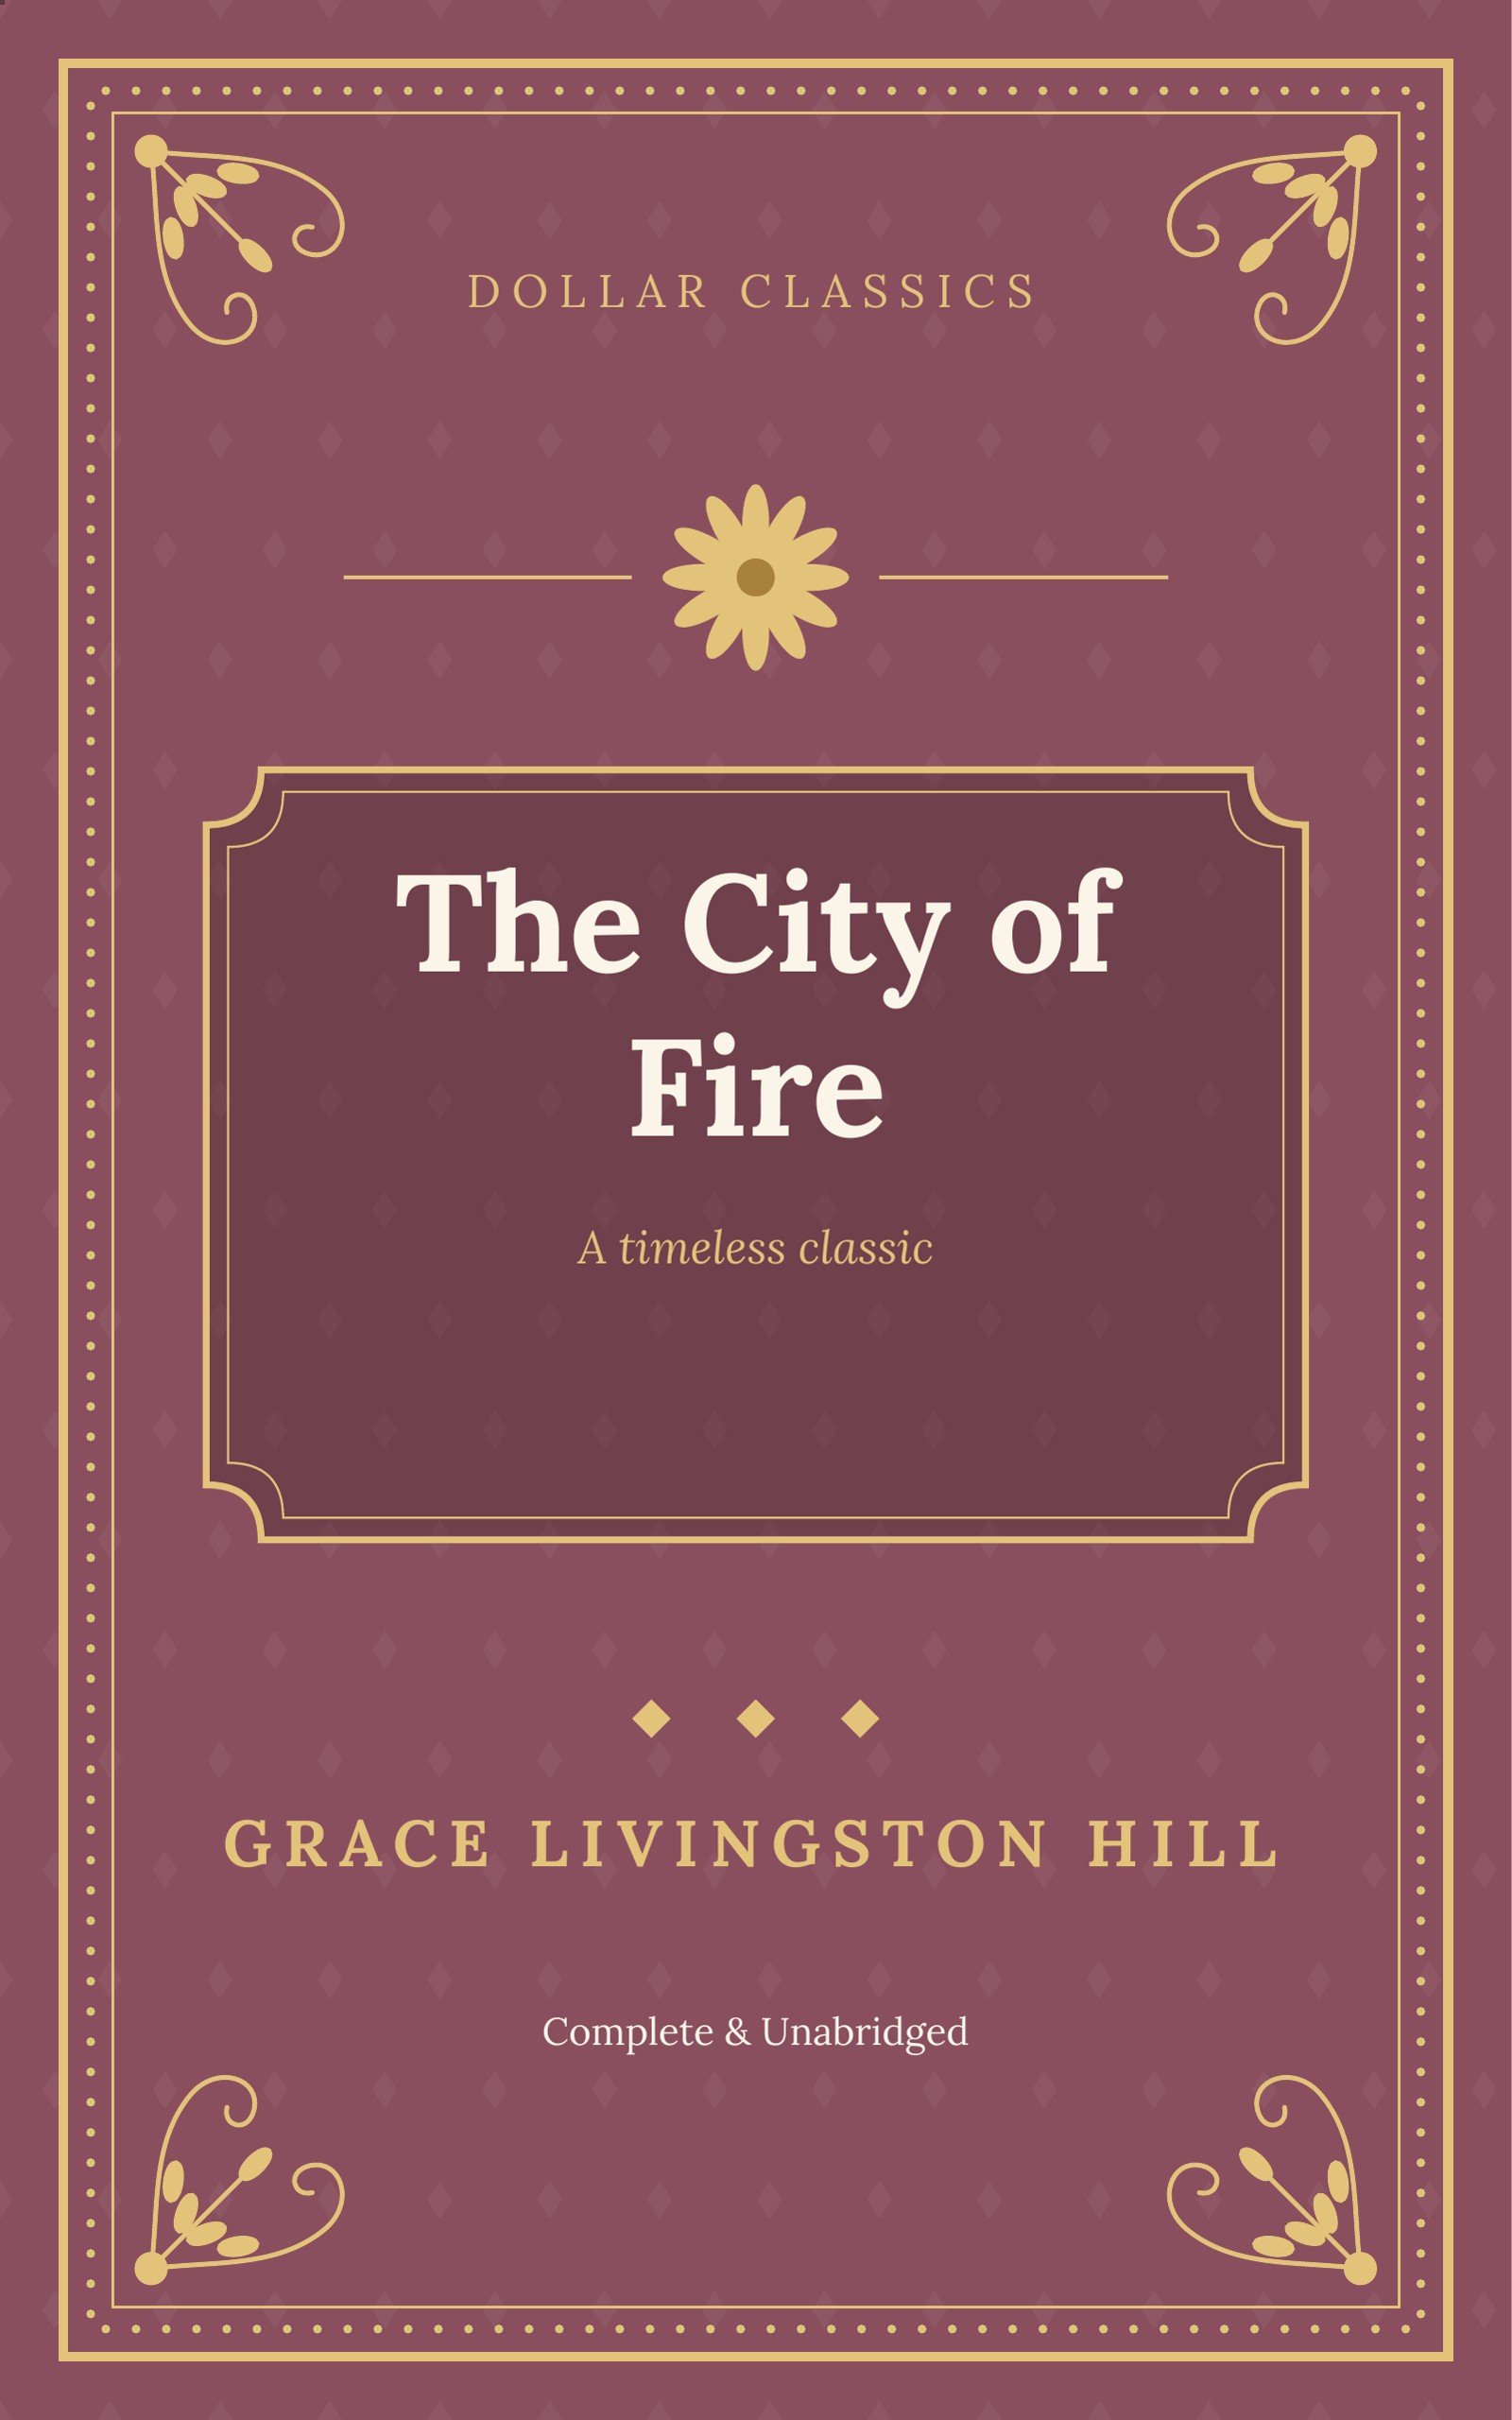 DOLLAR CLASSICS
The City of
Fire
A timeless classic
GRACE LIVINGSTON HILL
Complete & Unabridged